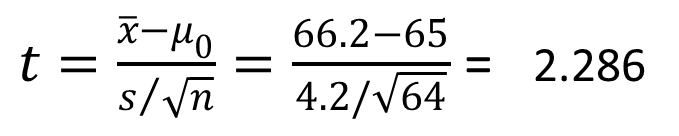 t = (x̄−μ₀)/(s/√n) = (66.2−65)/(4.2/√64) = 2.286